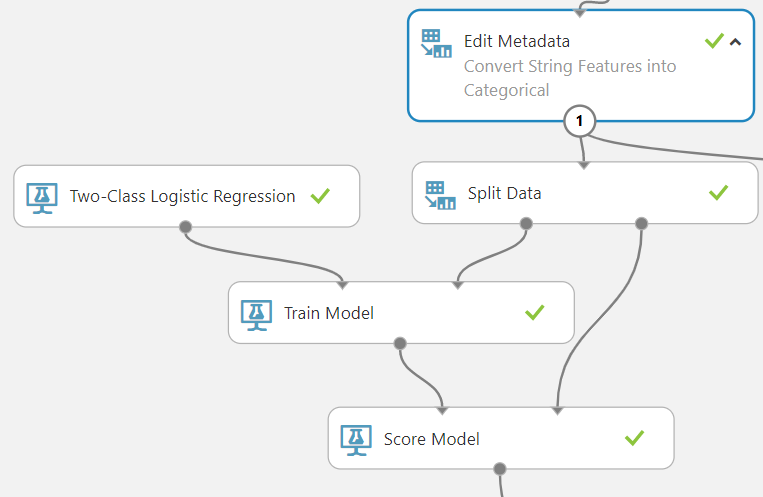 Edit Metadata
Convert String Features into
Categorical
1
Two-Class Logistic Regression
Split Data
Train Model
Score Model